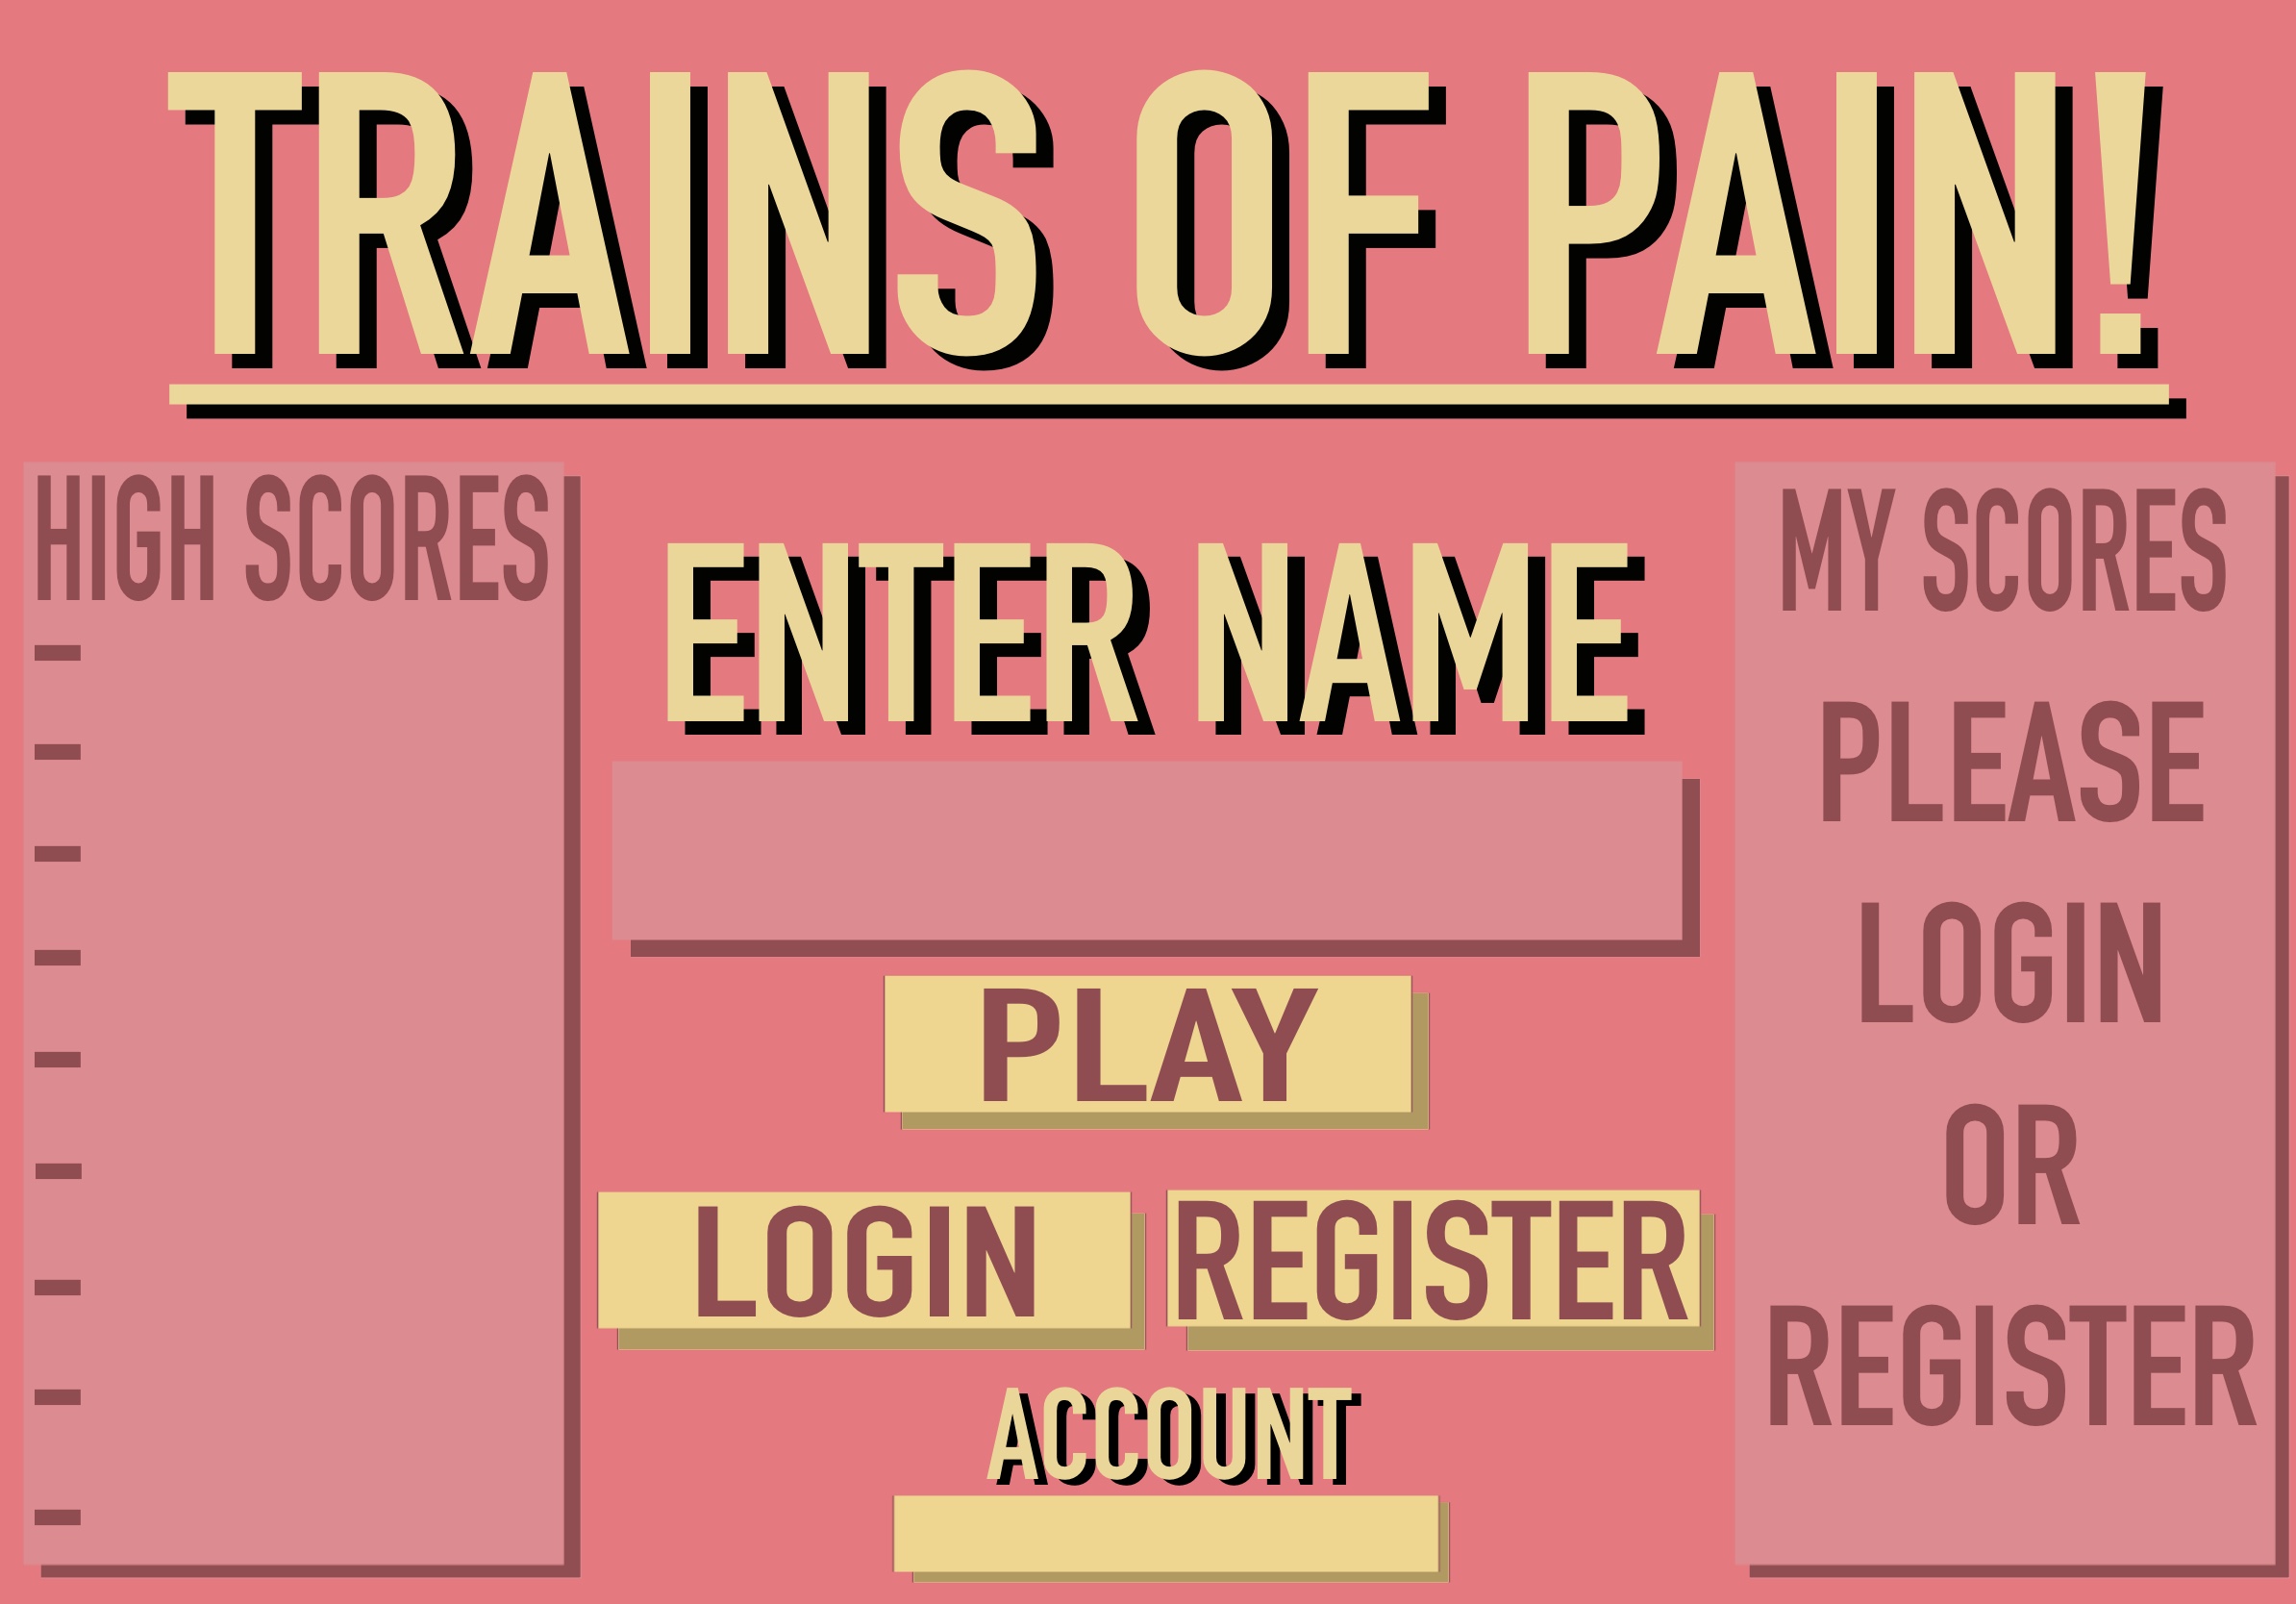 TRAINS OF PAIN!
HIGH SCORES
-
-
-
-
-
-
-
-
-
ENTER NAME
PLAY
LOGIN
REGISTER
ACCOUNT
MY SCORES
PLEASE
LOGIN
OR
REGISTER